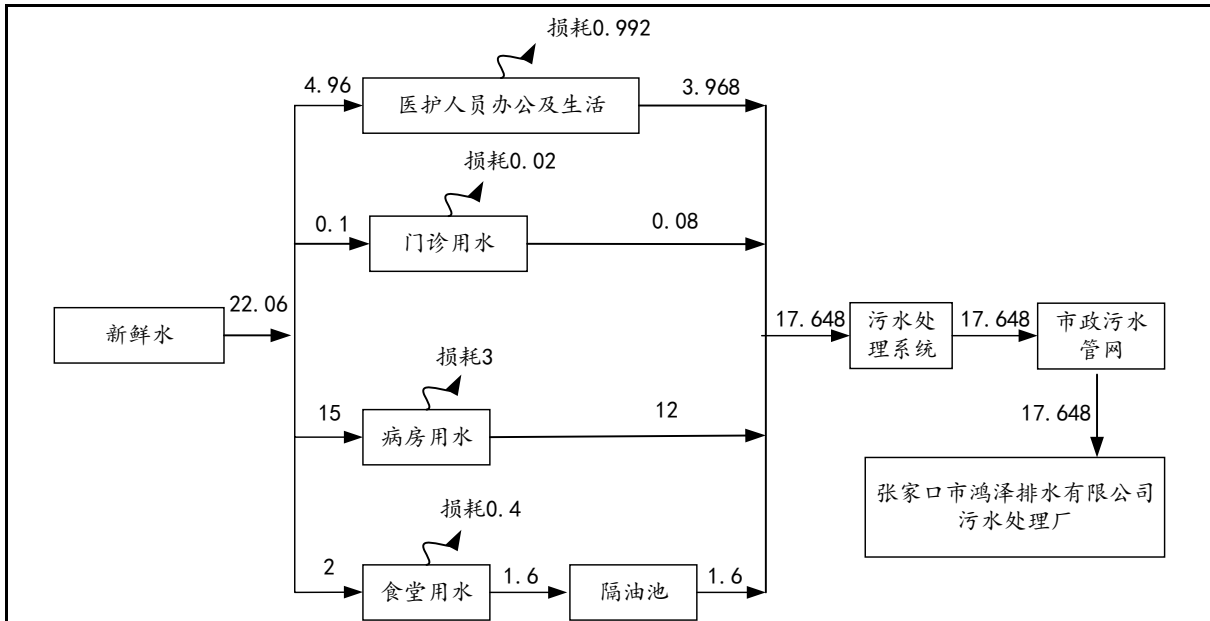 损耗0.992
4.96
医护人员办公及生活
3.968
损耗0.02
0.1
门诊用水
0.08
新鲜水
22.06
17.648
污水处
理系统
17.648
市政污水
管网
损耗3
15
病房用水
12
17.648
张家口市鸿泽排水有限公司
污水处理厂
损耗0.4
2
食堂用水
1.6
隔油池
1.6